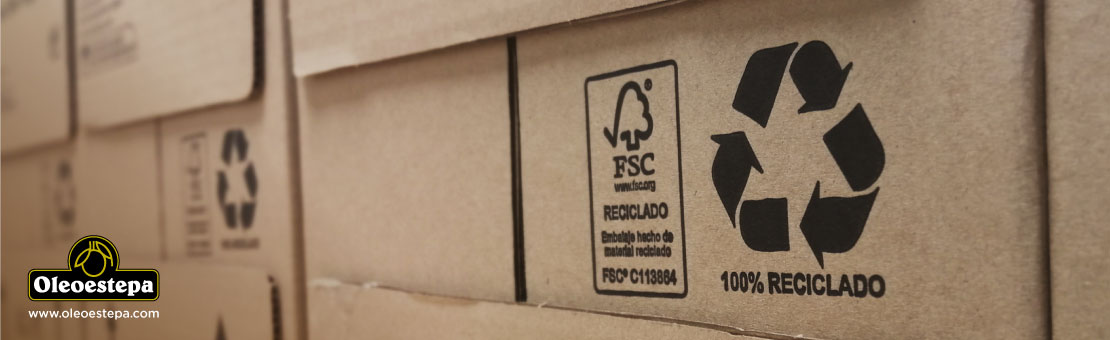 FSC
www.fsc.org
RECICLADO
Embalaje hecho de
material reciclado
FSC® C113864
100% RECICLADO
Oleoestepa
www.oleoestepa.com